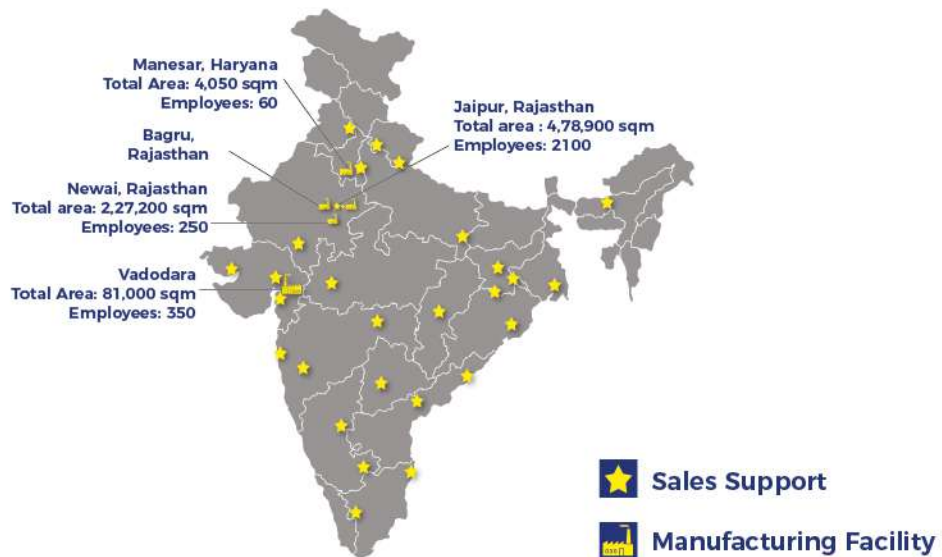 Manesar, Haryana
Total Area: 4,050 sqm
Employees: 60
Jaipur, Rajasthan
Total area : 4,78,900 sqm
Employees: 2100
Bagru,
Rajasthan
Newai, Rajasthan
Total area: 2,27,200 sqm
Employees: 250
Vadodara
Total Area: 81,000 sqm
Employees: 350
Sales Support
Manufacturing Facility